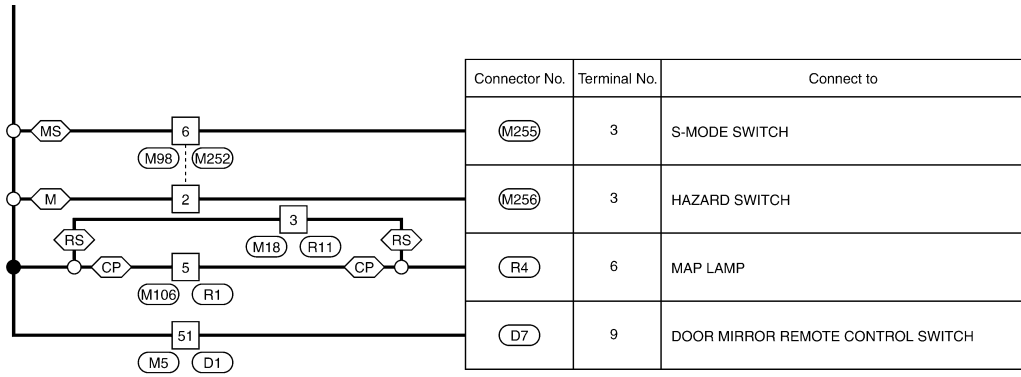 Connector No. Terminal No. Connect to
MS 6 M255 3 S-MODE SWITCH
M98 M252
M 2 M256 3 HAZARD SWITCH
3
RS M18 R11 RS
CP 5 CP R4 6 MAP LAMP
M106 R1
51 D7 9 DOOR MIRROR REMOTE CONTROL SWITCH
M5 D1